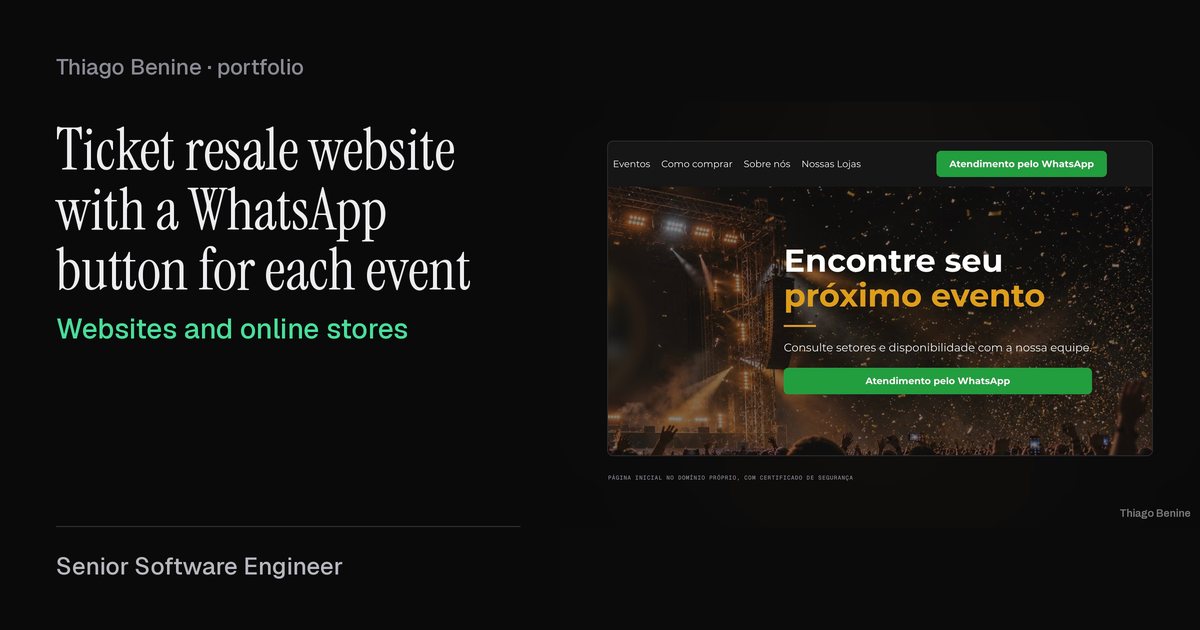 Thiago Benine · portfolio
Ticket resale website
with a WhatsApp
button for each event
Websites and online stores
Senior Software Engineer
Eventos Como comprar Sobre nós Nossas Lojas Atendimento pelo WhatsApp
Encontre seu
próximo evento
Consulte setores e disponibilidade com a nossa equipe.
Atendimento pelo WhatsApp
PÁGINA INICIAL NO DOMÍNIO PRÓPRIO, COM CERTIFICADO DE SEGURANÇA
Thiago Benine